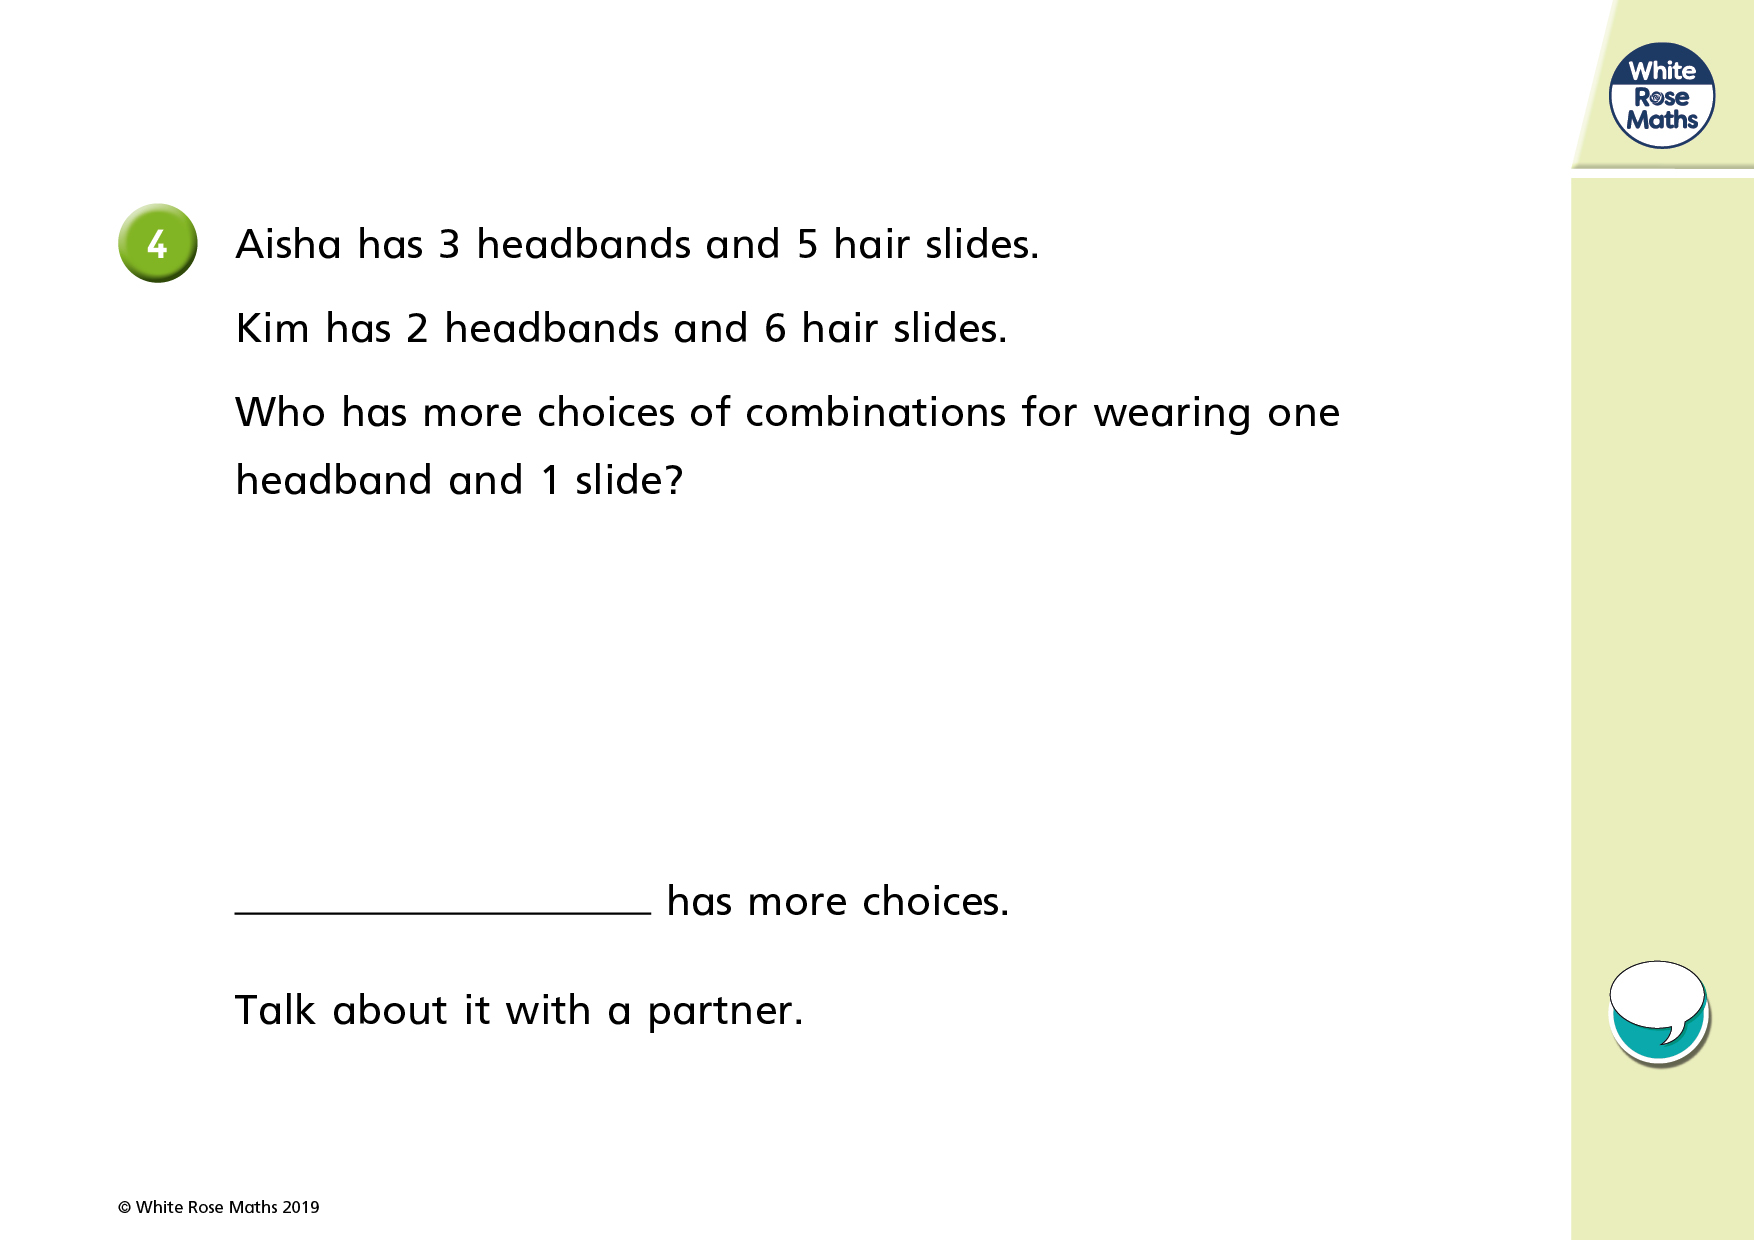 White
Rose
Maths
4 Aisha has 3 headbands and 5 hair slides.
Kim has 2 headbands and 6 hair slides.
Who has more choices of combinations for wearing one
headband and 1 slide?
____________________ has more choices.
Talk about it with a partner.
© White Rose Maths 2019